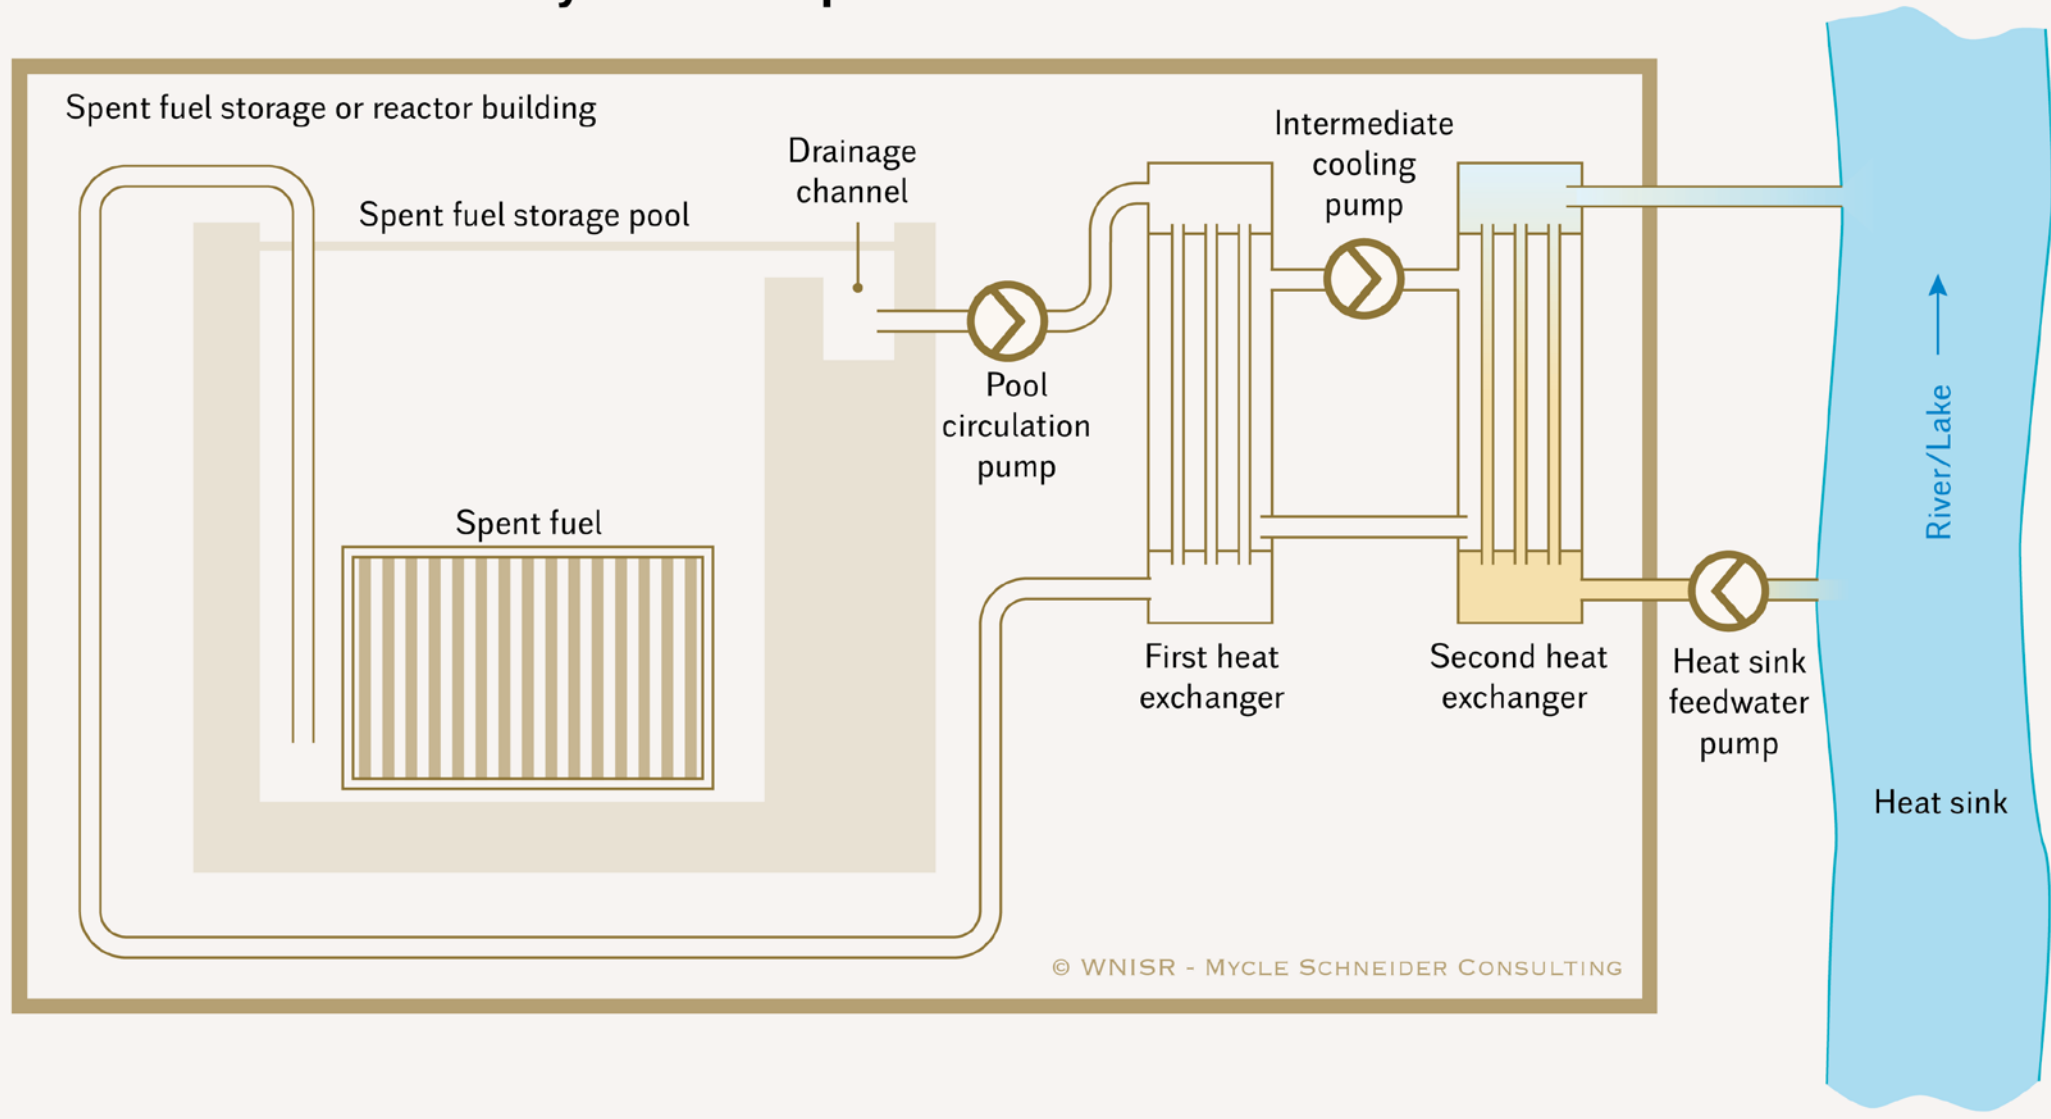 Spent fuel storage or reactor building
Drainage
channel
Intermediate
cooling
pump
Spent fuel storage pool
Pool
circulation
pump
Spent fuel
First heat
exchanger
Second heat
exchanger
Heat sink
feedwater
pump
River/Lake
Heat sink
© WNISR - Mycle Schneider Consulting